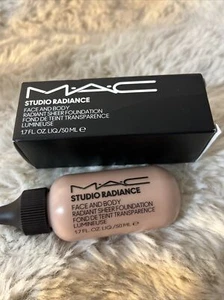 MAC
STUDIO RADIANCE
FACE AND BODY
RADIANT SHEER FOUNDATION
FOND DE TEINT TRANSPARENCE
LUMINEUSE
1.7 FL. OZ. LIQ./50 ML ℮
MAC
STUDIO RADIANCE
FACE AND BODY
RADIANT SHEER FOUNDATION
FOND DE TEINT TRANSPARENCE
LUMINEUSE
1.7 FL. OZ. LIQ./50 ML ℮